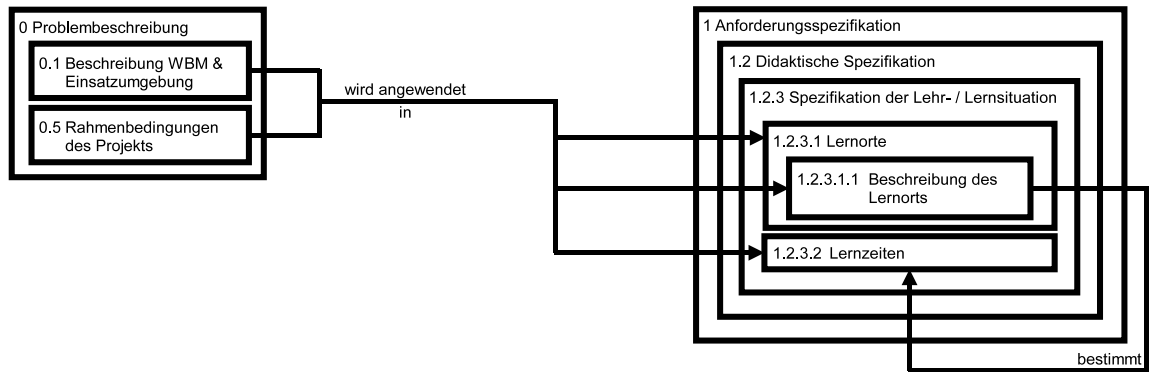 0 Problembeschreibung
0.1 Beschreibung WBM &
Einsatzumgebung
0.5 Rahmenbedingungen
des Projekts
wird angewendet
in
1 Anforderungsspezifikation
1.2 Didaktische Spezifikation
1.2.3 Spezifikation der Lehr- / Lernsituation
1.2.3.1 Lernorte
1.2.3.1.1 Beschreibung des
Lernorts
1.2.3.2 Lernzeiten
bestimmt